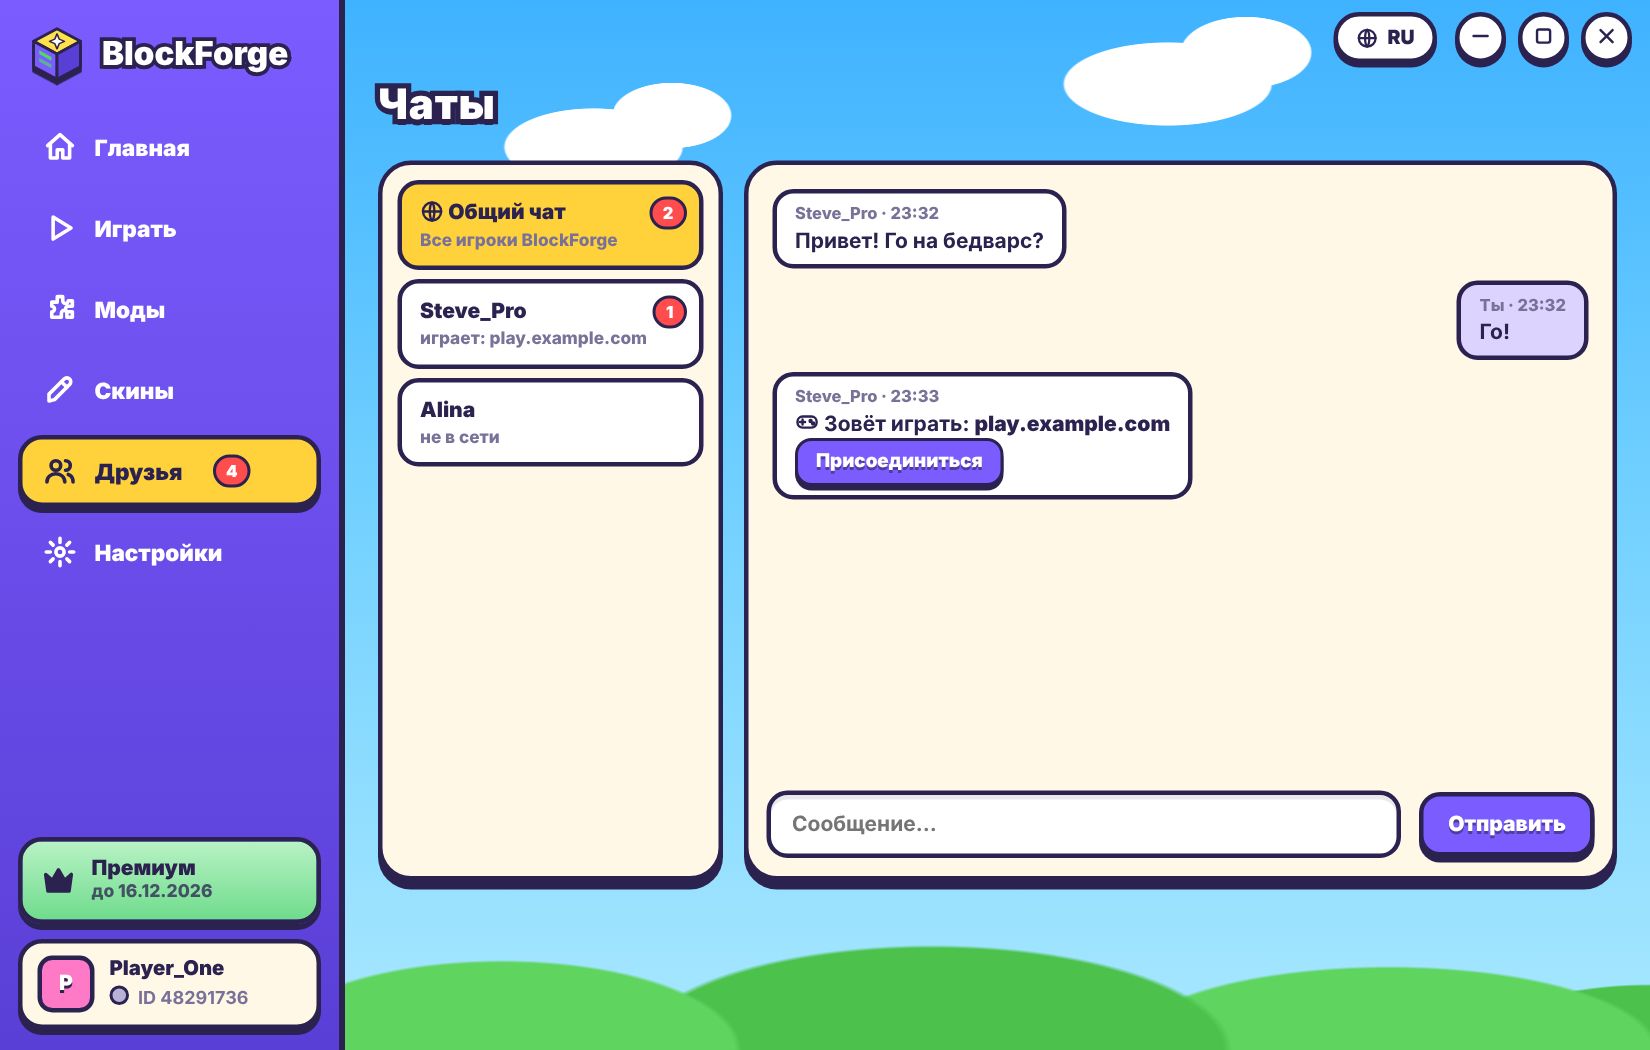 BlockForge
Главная
Играть
Моды
Скины
Друзья 4
Настройки
Премиум
до 16.12.2026
P
Player_One
ID 48291736
RU
Чаты
Общий чат 2
Все игроки BlockForge
Steve_Pro 1
играет: play.example.com
Alina
не в сети
Steve_Pro · 23:32
Привет! Го на бедварс?
Ты · 23:32
Го!
Steve_Pro · 23:33
Зовёт играть: play.example.com
Присоединиться
Сообщение...
Отправить